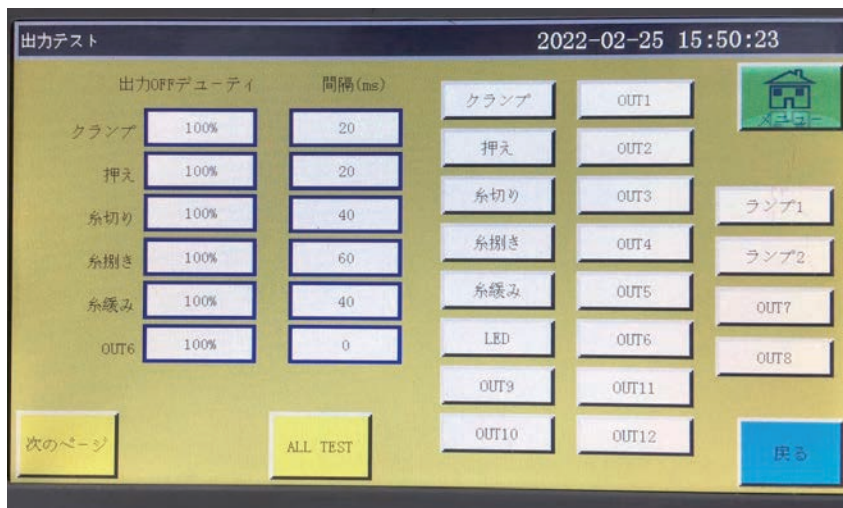 出力テスト
2022-02-25 15:50:23
出力OFFデューティ 間隔(ms)
クランプ 100% 20
押え 100% 20
糸切り 100% 40
糸捌き 100% 60
糸緩み 100% 40
OUT6 100% 0
クランプ OUT1
押え OUT2
糸切り OUT3
糸捌き OUT4
糸緩み OUT5
LED OUT6
OUT9 OUT11
OUT10 OUT12
メニュー
ランプ1
ランプ2
OUT7
OUT8
次のページ
ALL TEST
戻る